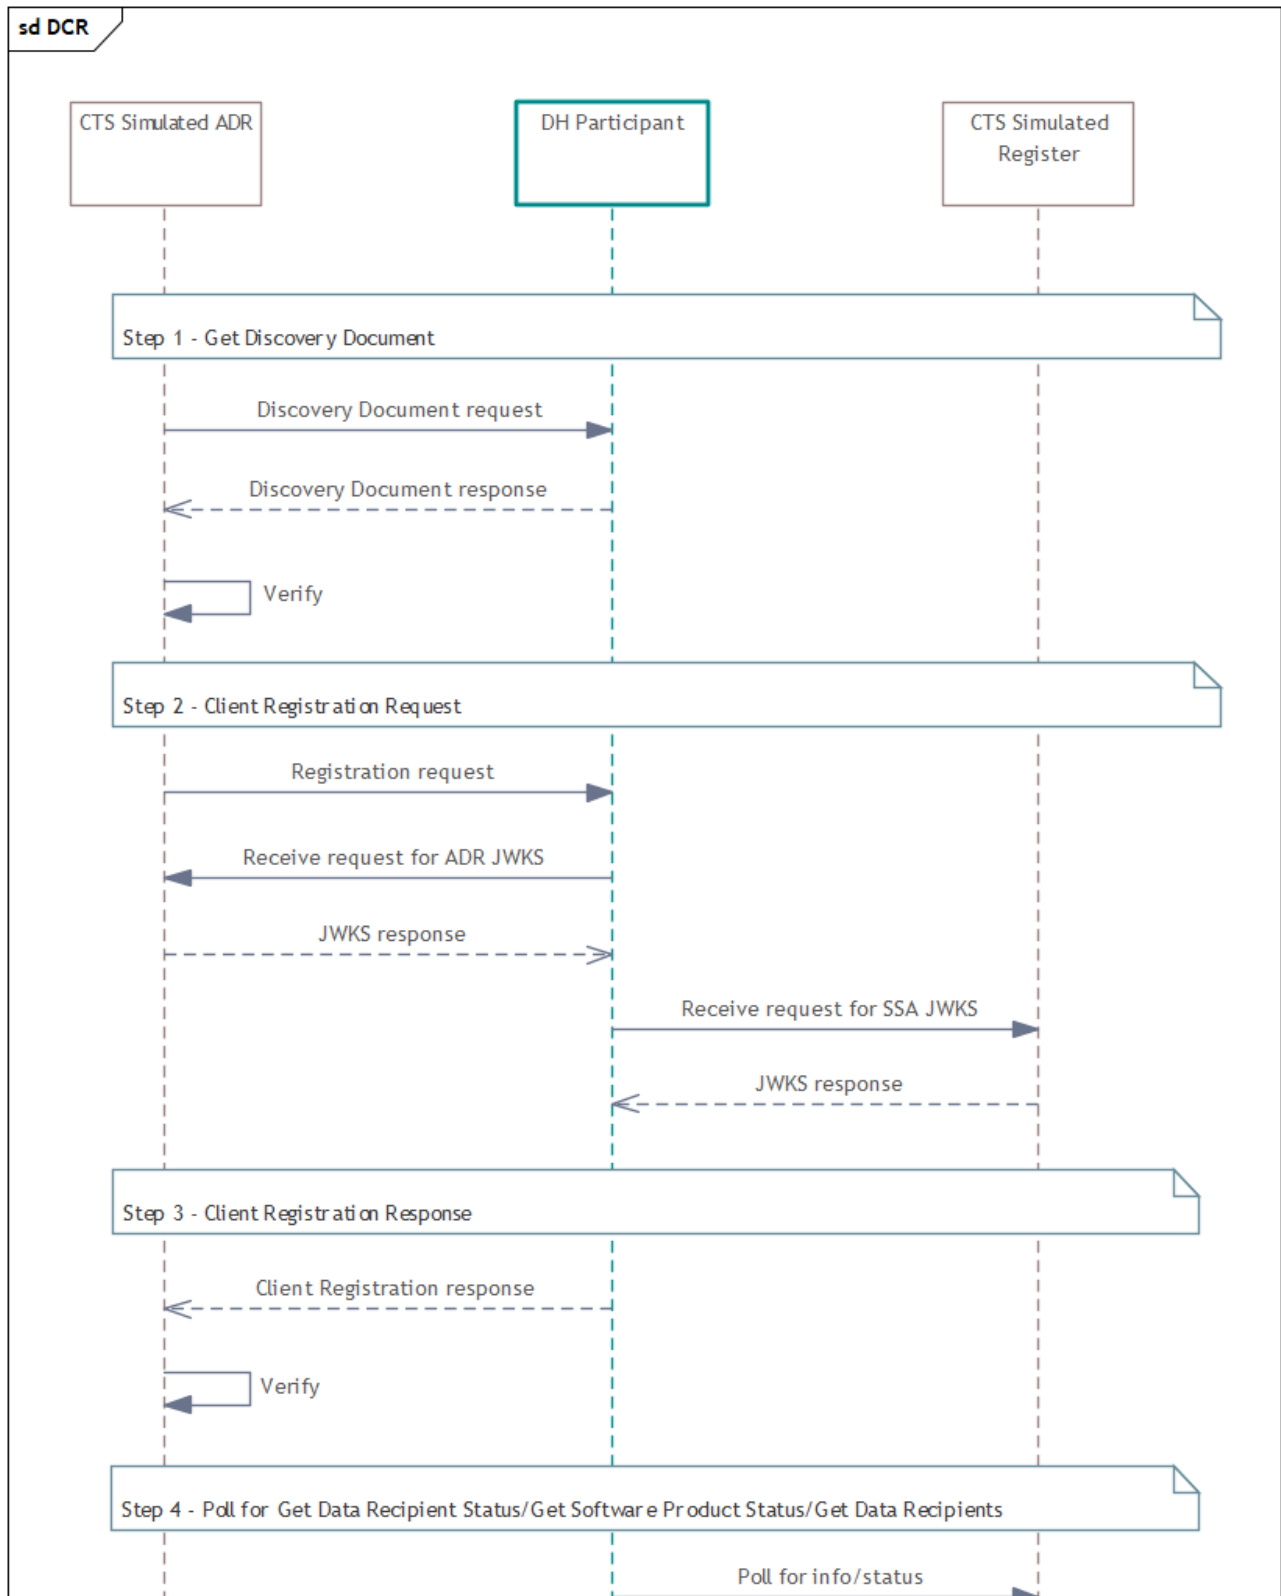 sd DCR
CTS Simulated ADR
DH Participant
CTS Simulated
Register
Step 1 - Get Discovery Document
Discovery Document request
Discovery Document response
Verify
Step 2 - Client Registration Request
Registration request
Receive request for ADR JWKS
JWKS response
Receive request for SSA JWKS
JWKS response
Step 3 - Client Registration Response
Client Registration response
Verify
Step 4 - Poll for Get Data Recipient Status/Get Software Product Status/Get Data Recipients
Poll for info/status